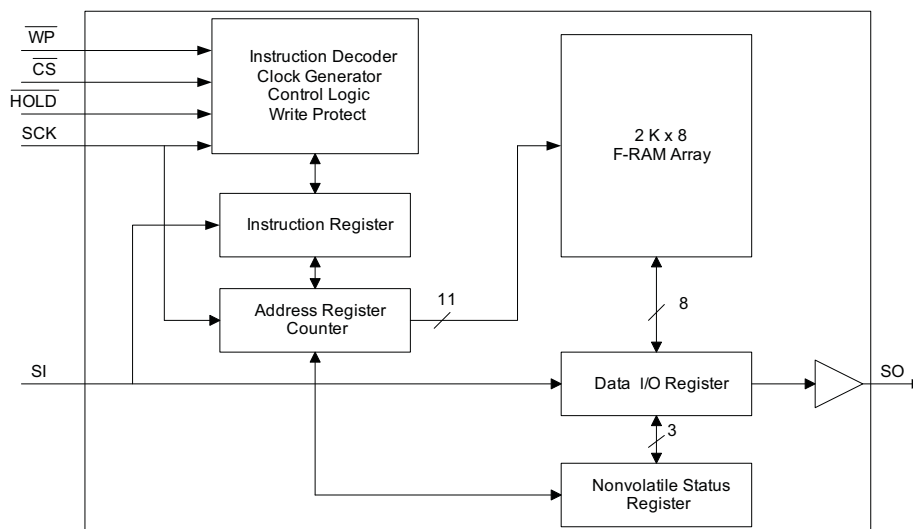 WP
CS
HOLD
SCK
Instruction Decoder
Clock Generator
Control Logic
Write Protect
2 K x 8
F-RAM Array
Instruction Register
Address Register
Counter
11
8
SI
Data I/O Register
SO
3
Nonvolatile Status
Register